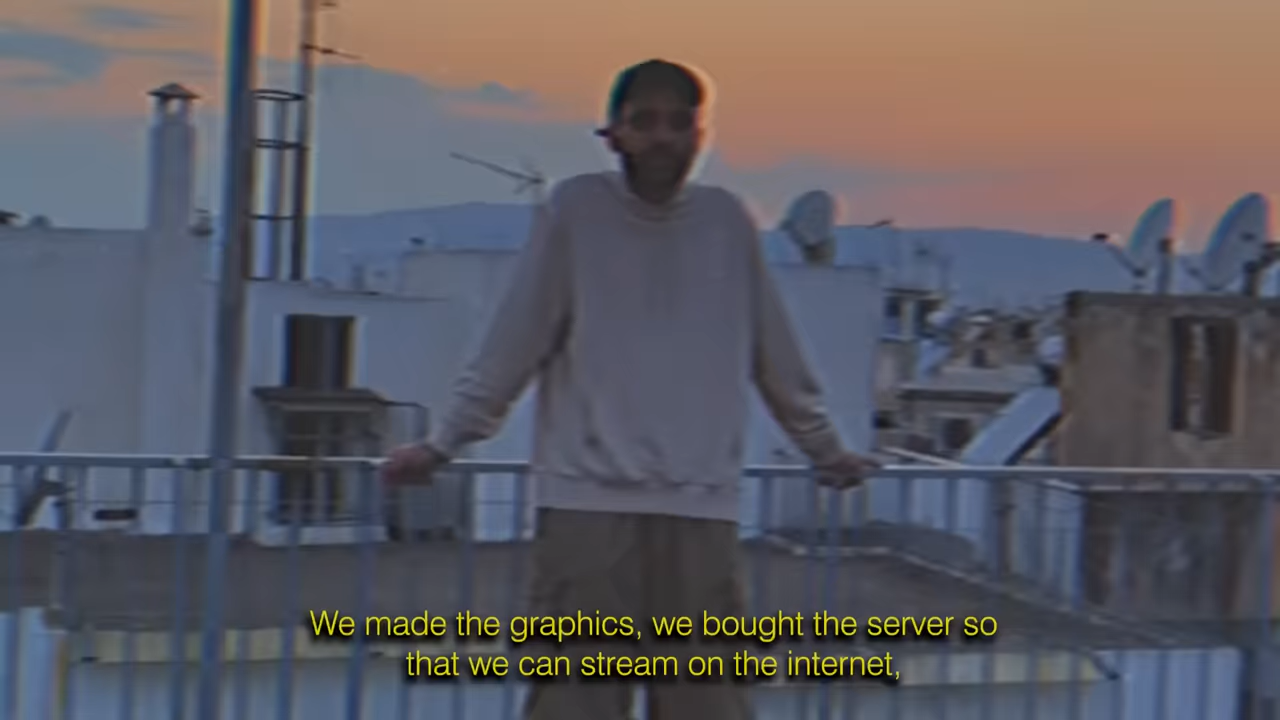 We made the graphics, we bought the server so
that we can stream on the internet,